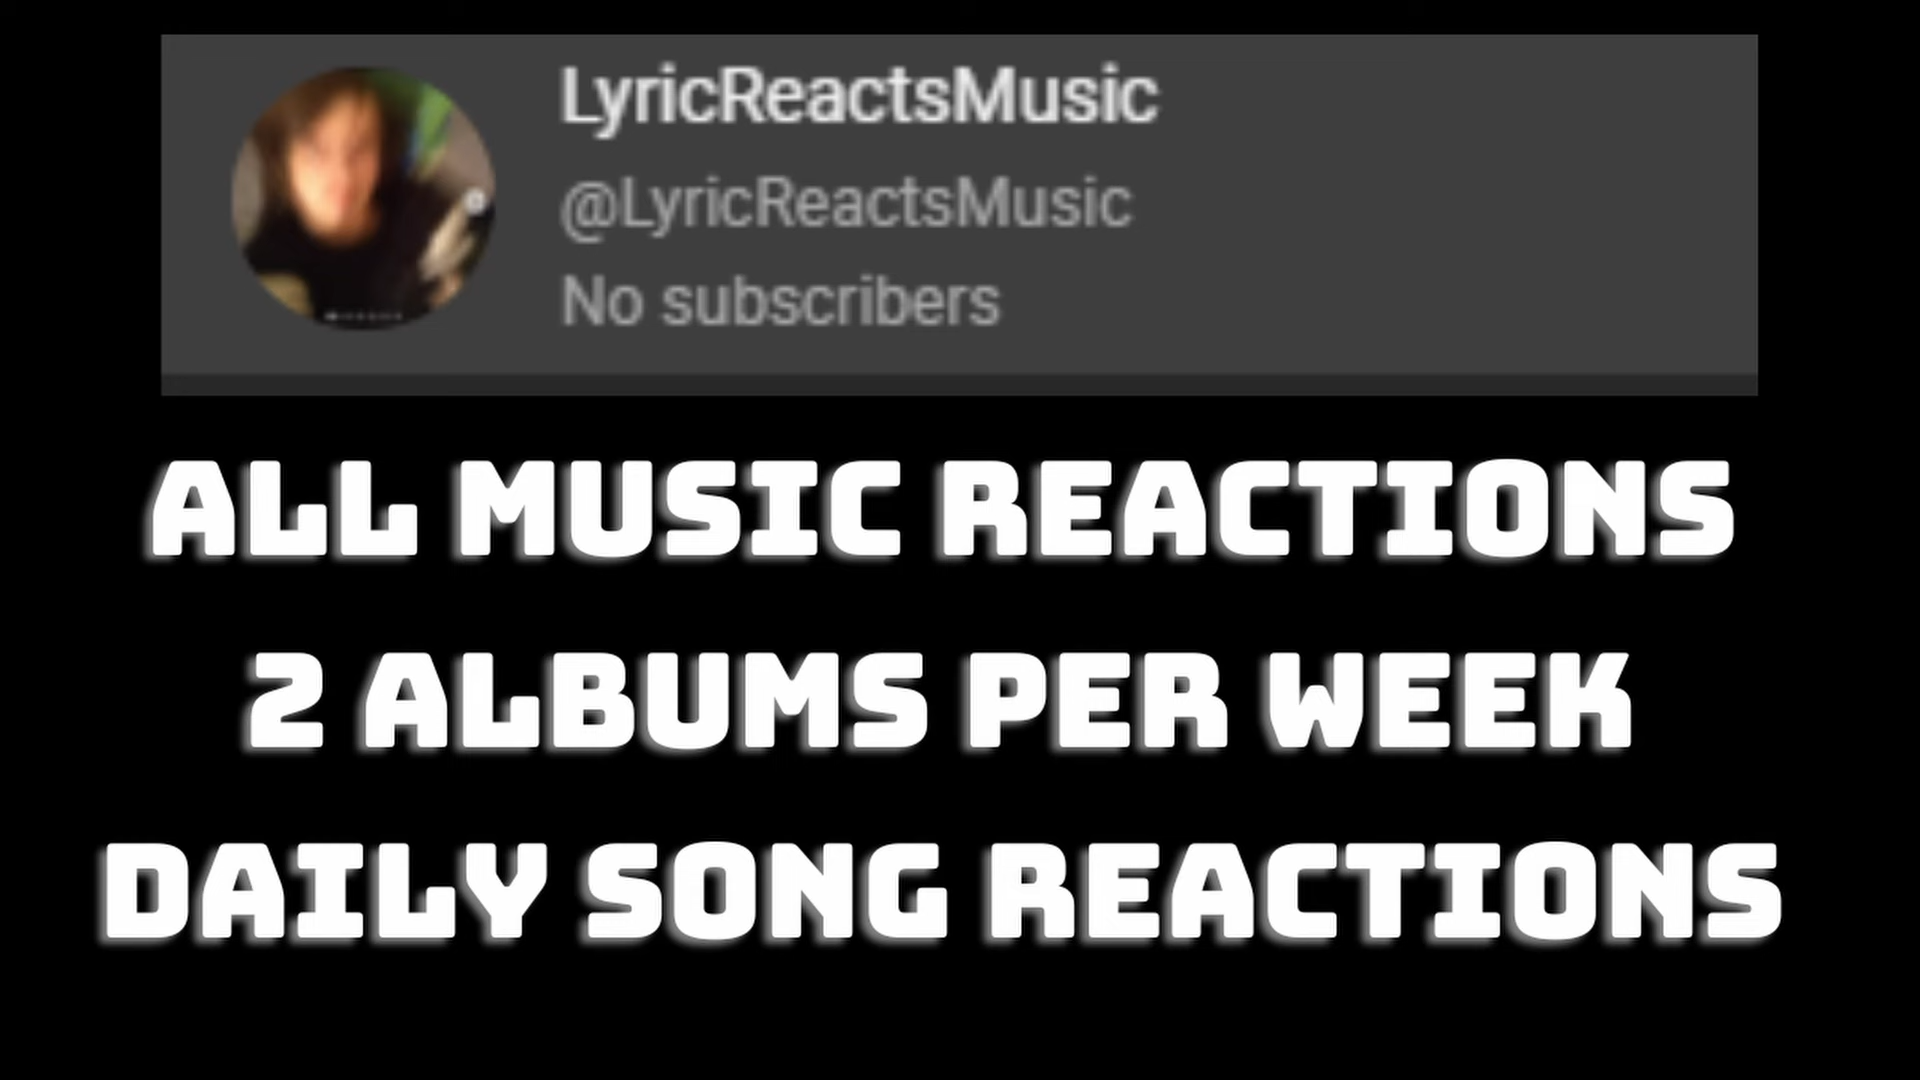 LyricReactsMusic
@LyricReactsMusic
No subscribers
ALL MUSIC REACTIONS
2 ALBUMS PER WEEK
DAILY SONG REACTIONS